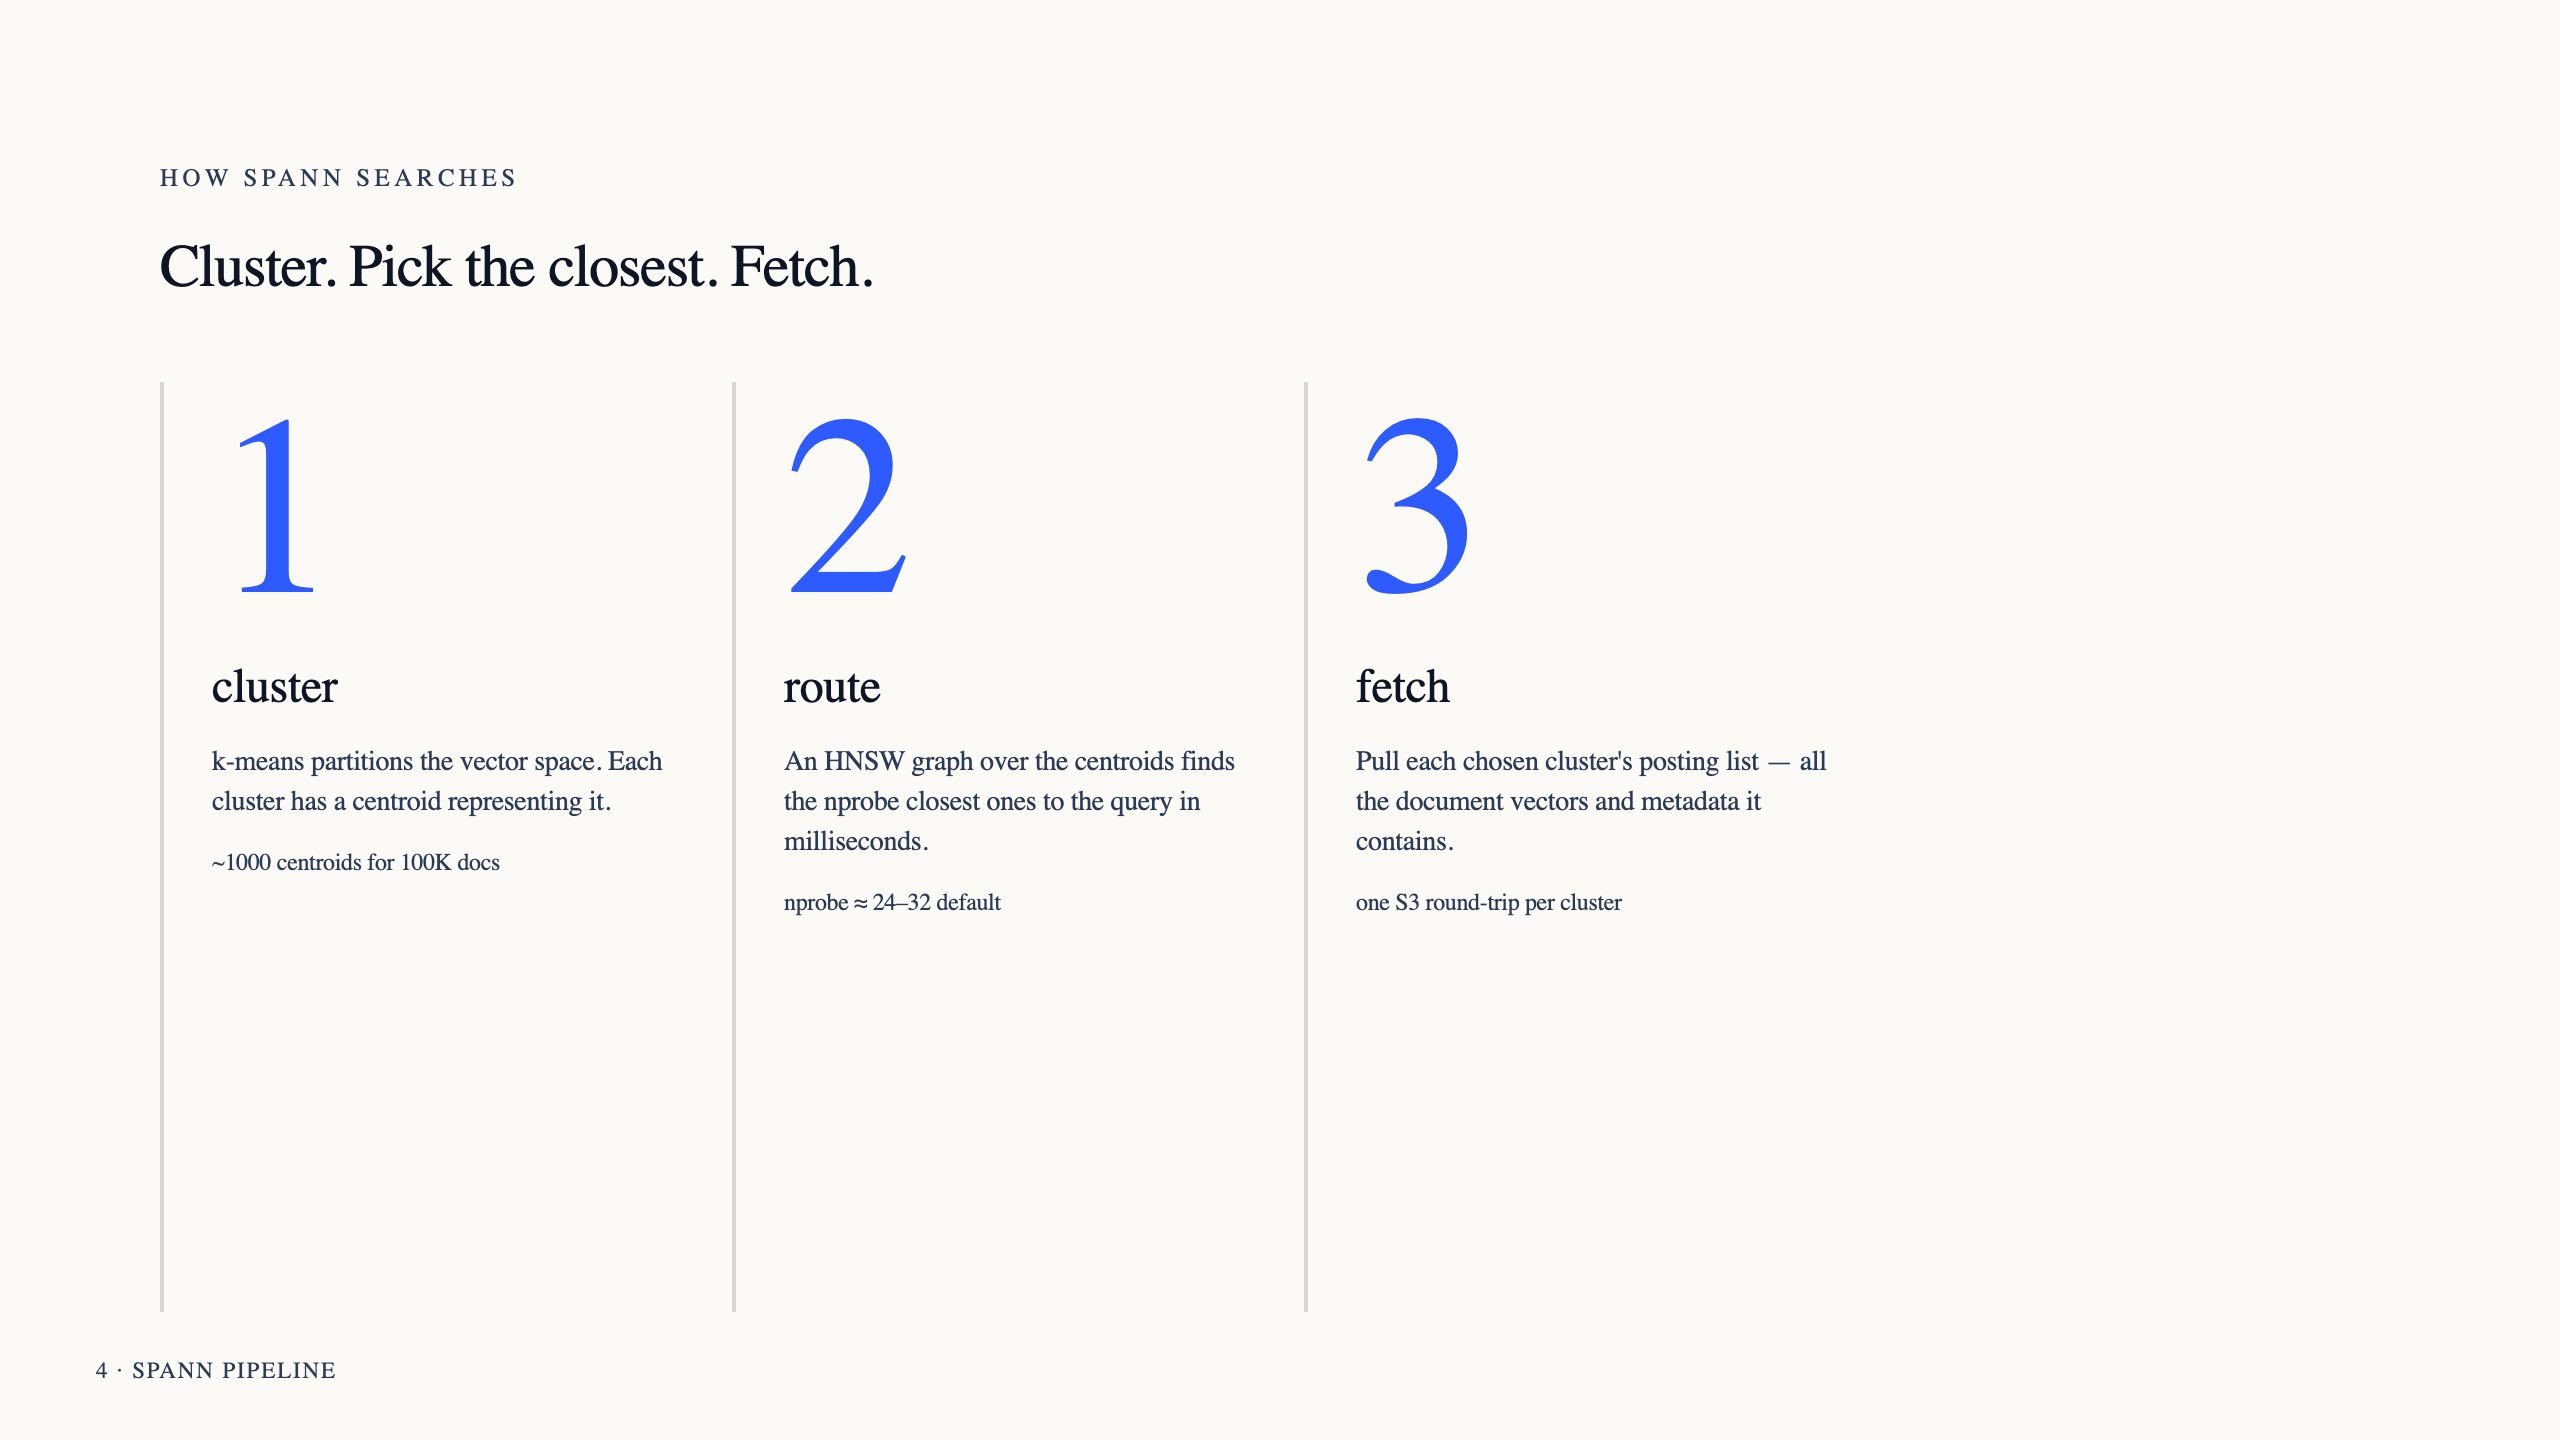 HOW SPANN SEARCHES
Cluster. Pick the closest. Fetch.
1
cluster
k-means partitions the vector space. Each
cluster has a centroid representing it.
~1000 centroids for 100K docs
2
route
An HNSW graph over the centroids finds
the nprobe closest ones to the query in
milliseconds.
nprobe ≈ 24–32 default
3
fetch
Pull each chosen cluster's posting list — all
the document vectors and metadata it
contains.
one S3 round-trip per cluster
4 · SPANN PIPELINE